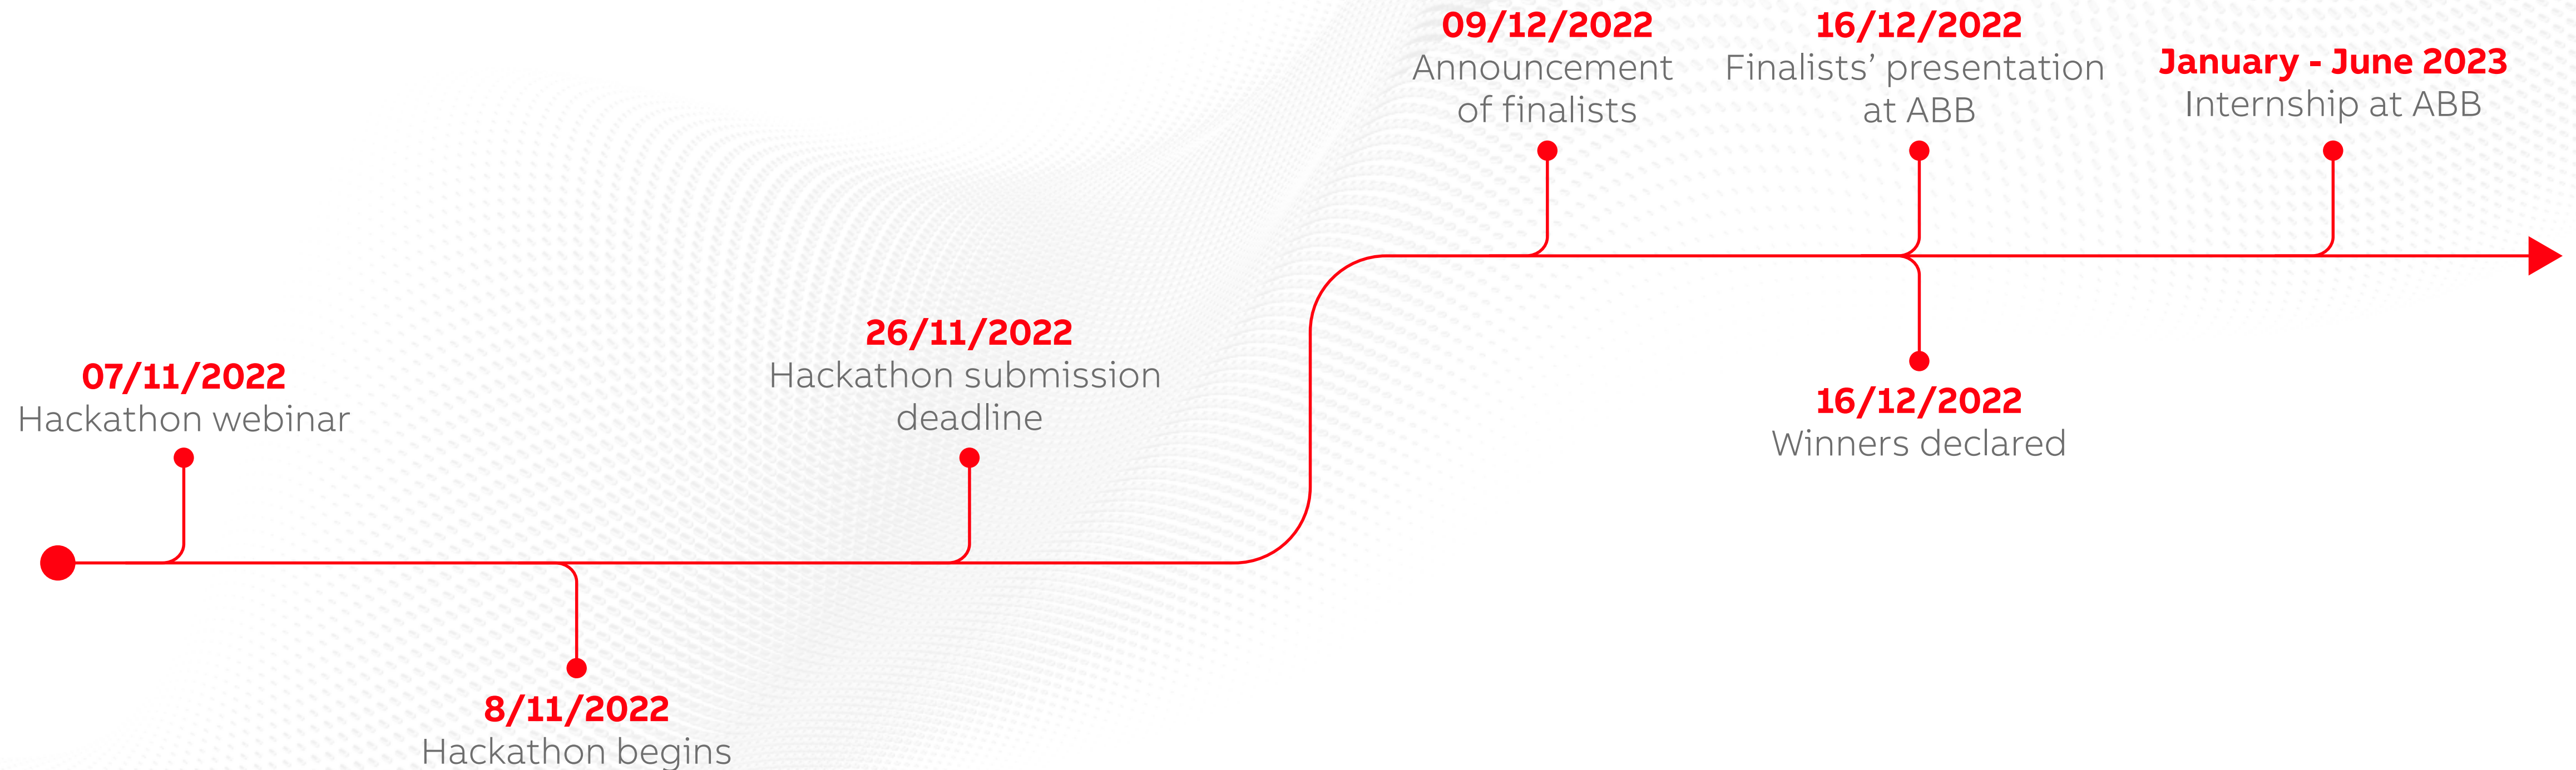 07/11/2022
Hackathon webinar
8/11/2022
Hackathon begins
26/11/2022
Hackathon submission
deadline
09/12/2022
Announcement
of finalists
16/12/2022
Finalists’ presentation
at ABB
16/12/2022
Winners declared
January - June 2023
Internship at ABB